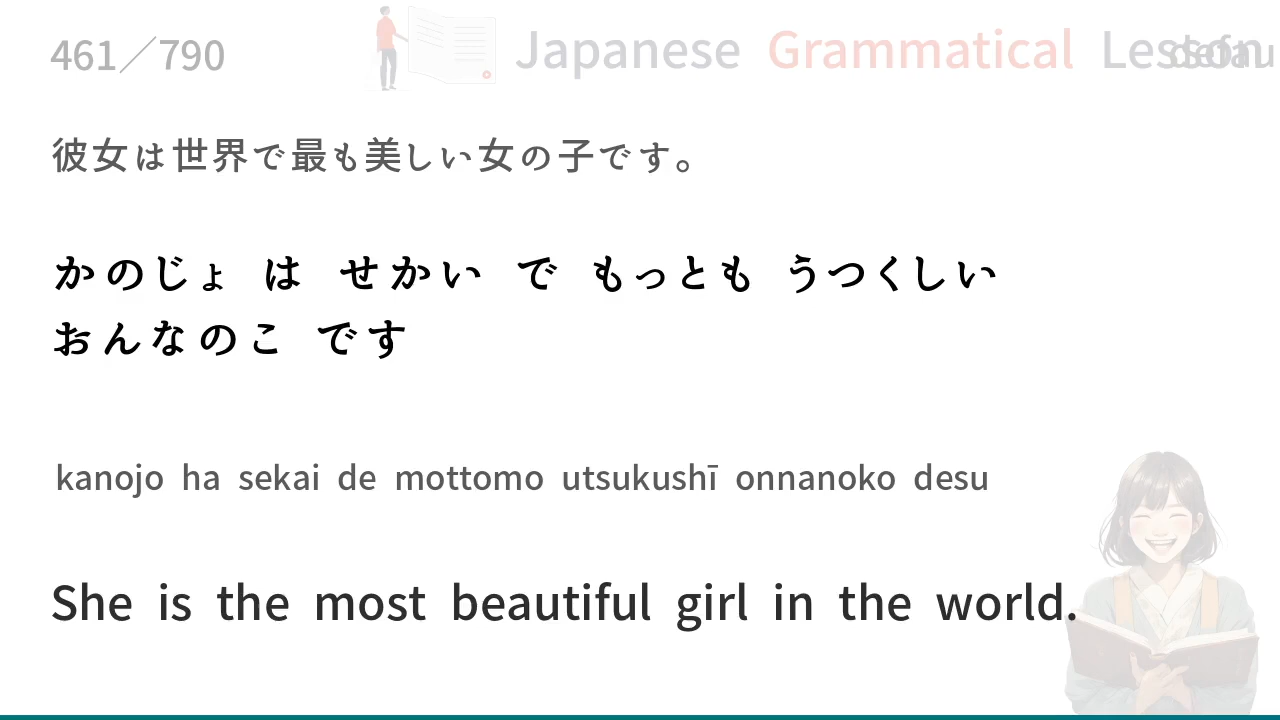 461／790
Japanese Grammatical Lesson
defau
彼女は世界で最も美しい女の子です。
かのじょ は せかい で もっとも うつくしい
おんなのこ です
kanojo ha sekai de mottomo utsukushī onnanoko desu
She is the most beautiful girl in the world.